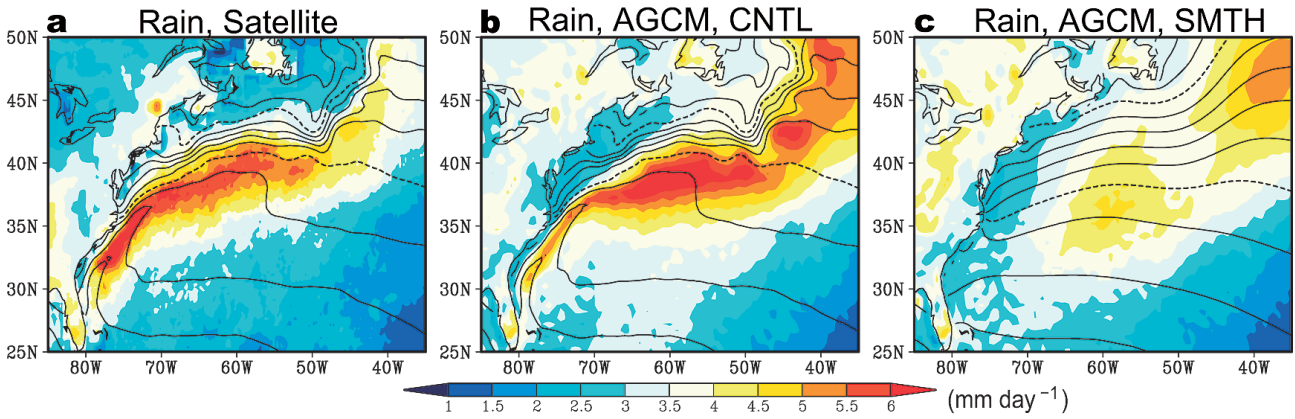 a Rain, Satellite
b Rain, AGCM, CNTL
c Rain, AGCM, SMTH
50N
45N
40N
35N
30N
25N
80W 70W 60W 50W 40W
50N
45N
40N
35N
30N
25N
80W 70W 60W 50W 40W
50N
45N
40N
35N
30N
25N
80W 70W 60W 50W 40W
1 1.5 2 2.5 3 3.5 4 4.5 5 5.5 6
(mm day⁻¹)